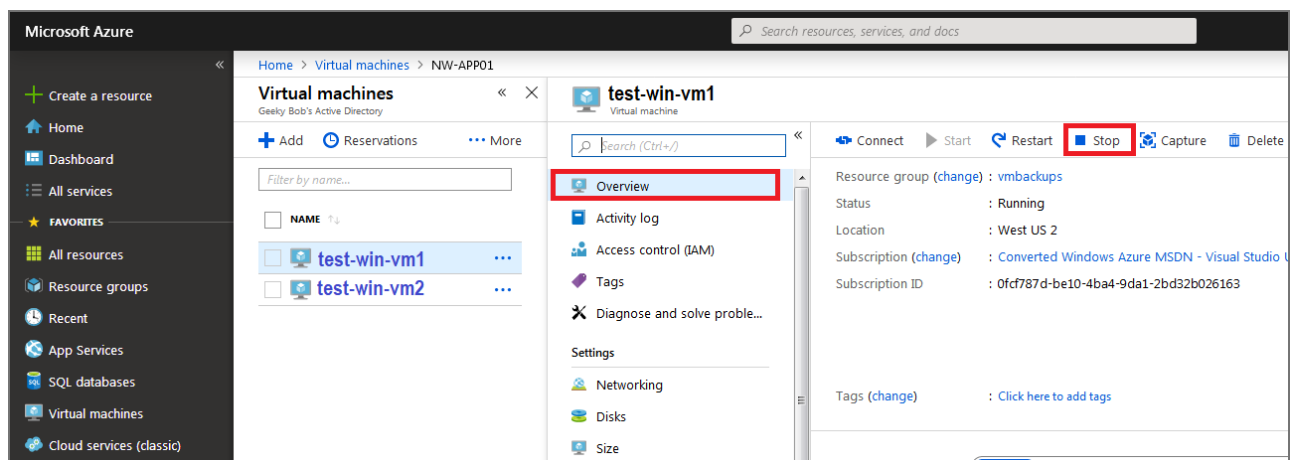 Microsoft Azure
Search resources, services, and docs
«
Create a resource
Home
Dashboard
All services
FAVORITES
All resources
Resource groups
Recent
App Services
SQL databases
Virtual machines
Cloud services (classic)
Home > Virtual machines > NW-APP01
Virtual machines « ×
Geeky Bob's Active Directory
Add Reservations ··· More
Filter by name...
NAME ↑↓
test-win-vm1 ···
test-win-vm2 ···
test-win-vm1
Virtual machine
Search (Ctrl+/) «
Overview
Activity log
Access control (IAM)
Tags
Diagnose and solve proble...
Settings
Networking
Disks
Size
Connect Start Restart Stop Capture Delete
Resource group (change) : vmbackups
Status : Running
Location : West US 2
Subscription (change) : Converted Windows Azure MSDN - Visual Studio U
Subscription ID : 0fcf787d-be10-4ba4-9da1-2bd32b026163
Tags (change) : Click here to add tags